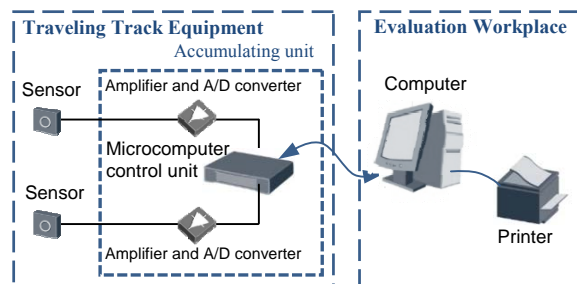 Traveling Track Equipment
Evaluation Workplace
Accumulating unit
Amplifier and A/D converter
Computer
Sensor
Microcomputer
control unit
Sensor
Amplifier and A/D converter
Printer